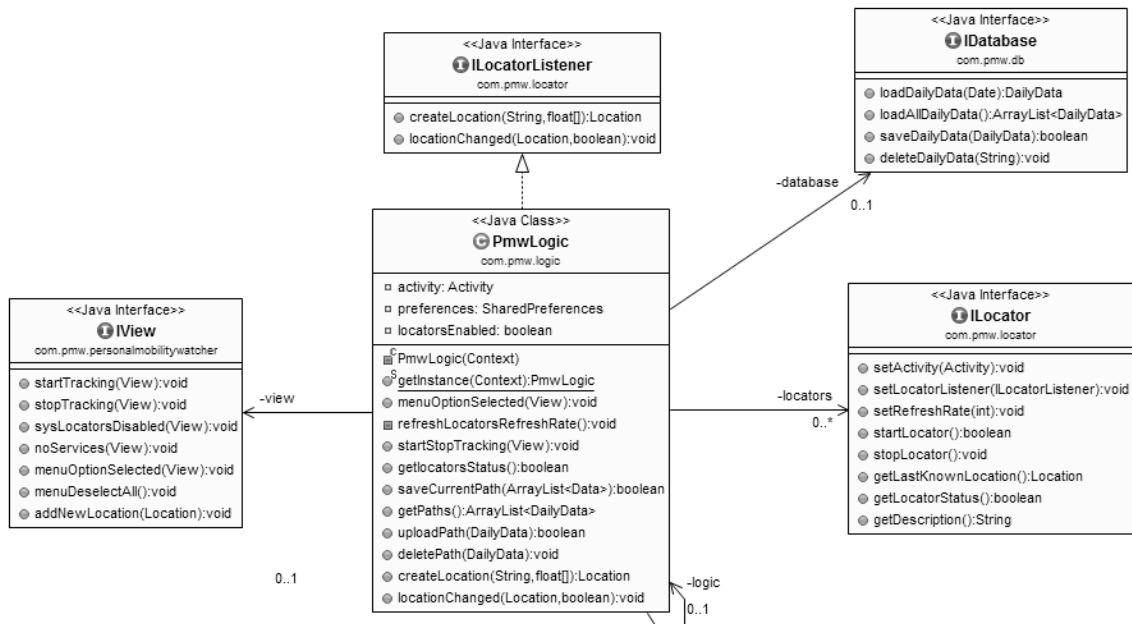 <<Java Interface>>
ILocatorListener
com.pmw.locator
createLocation(String,float[]):Location
locationChanged(Location,boolean):void
<<Java Interface>>
IDatabase
com.pmw.db
loadDailyData(Date):DailyData
loadAllDailyData():ArrayList<DailyData>
saveDailyData(DailyData):boolean
deleteDailyData(String):void
-database
0..1
<<Java Class>>
PmwLogic
com.pmw.logic
activity: Activity
preferences: SharedPreferences
locatorsEnabled: boolean
PmwLogic(Context)
getInstance(Context):PmwLogic
menuOptionSelected(View):void
refreshLocatorsRefreshRate():void
startStopTracking(View):void
getlocatorsStatus():boolean
saveCurrentPath(ArrayList<Data>):boolean
getPaths():ArrayList<DailyData>
uploadPath(DailyData):boolean
deletePath(DailyData):void
createLocation(String,float[]):Location
locationChanged(Location,boolean):void
<<Java Interface>>
IView
com.pmw.personalmobilitywatcher
startTracking(View):void
stopTracking(View):void
sysLocatorsDisabled(View):void
noServices(View):void
menuOptionSelected(View):void
menuDeselectAll():void
addNewLocation(Location):void
-view
0..1
<<Java Interface>>
ILocator
com.pmw.locator
setActivity(Activity):void
setLocatorListener(ILocatorListener):void
setRefreshRate(int):void
startLocator():boolean
stopLocator():void
getLastKnownLocation():Location
getLocatorStatus():boolean
getDescription():String
-locators
0..*
-logic
0..1